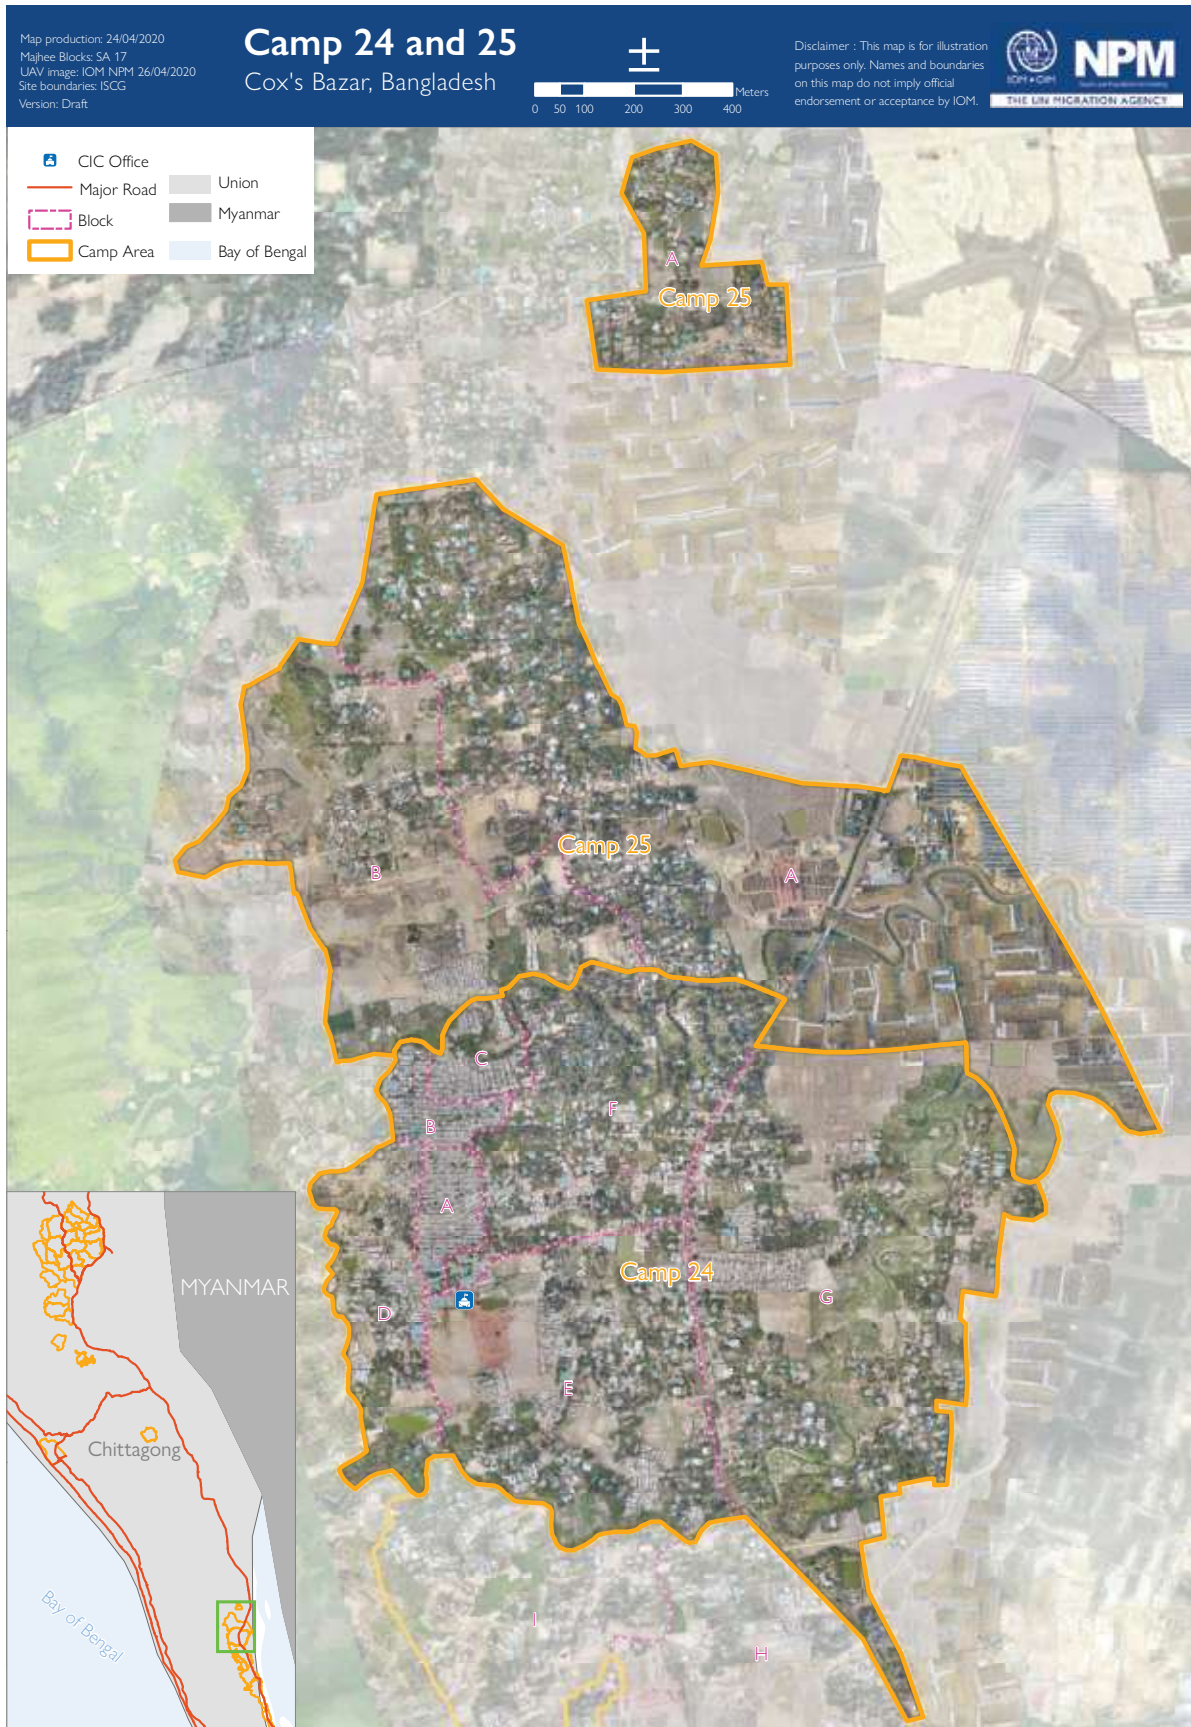 Map production: 24/04/2020
Majhee Blocks: SA 17
UAV image: IOM NPM 26/04/2020
Site boundaries: ISCG
Version: Draft
Camp 24 and 25
Cox's Bazar, Bangladesh
0 50 100 200 300 400 Meters
Disclaimer : This map is for illustration
purposes only. Names and boundaries
on this map do not imply official
endorsement or acceptance by IOM.
IOM • OIM
NPM
THE UN MIGRATION AGENCY
CIC Office
Major Road
Block
Camp Area
Union
Myanmar
Bay of Bengal
A
Camp 25
Camp 25
B
A
C
F
B
A
Camp 24
G
D
E
I
H
MYANMAR
Chittagong
Bay of Bengal